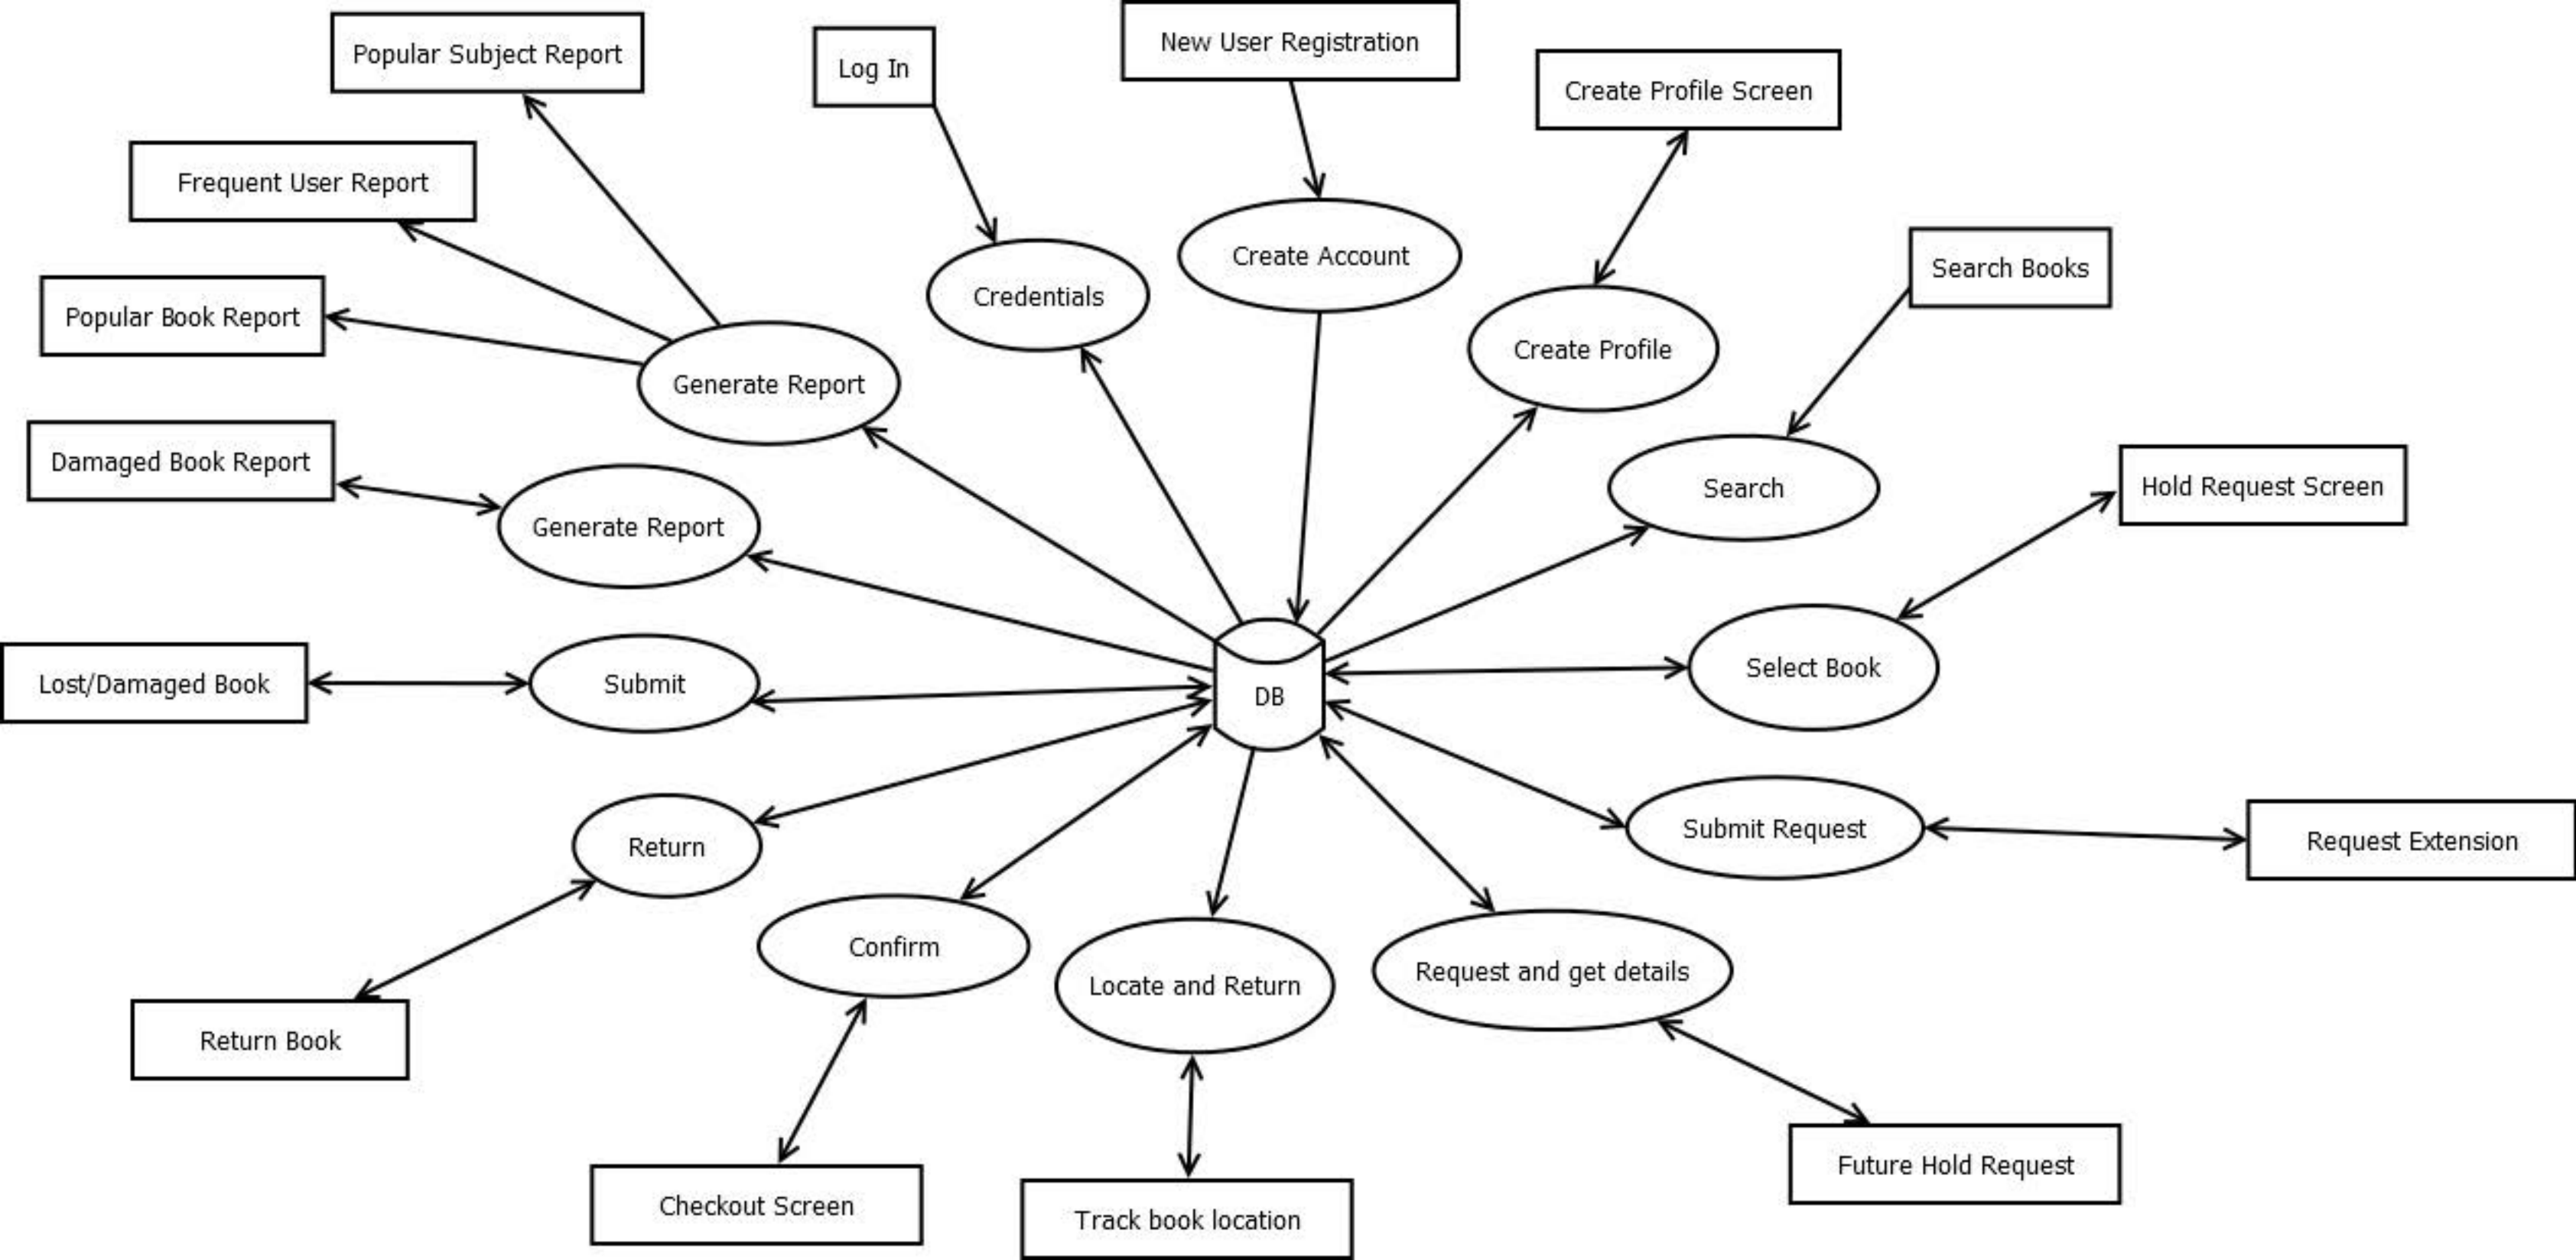 New User Registration
Popular Subject Report
Log In
Create Profile Screen
Frequent User Report
Create Account
Search Books
Credentials
Popular Book Report
Create Profile
Generate Report
Damaged Book Report
Hold Request Screen
Search
Generate Report
Select Book
Lost/Damaged Book
Submit
DB
Submit Request
Request Extension
Return
Confirm
Request and get details
Locate and Return
Return Book
Future Hold Request
Checkout Screen
Track book location